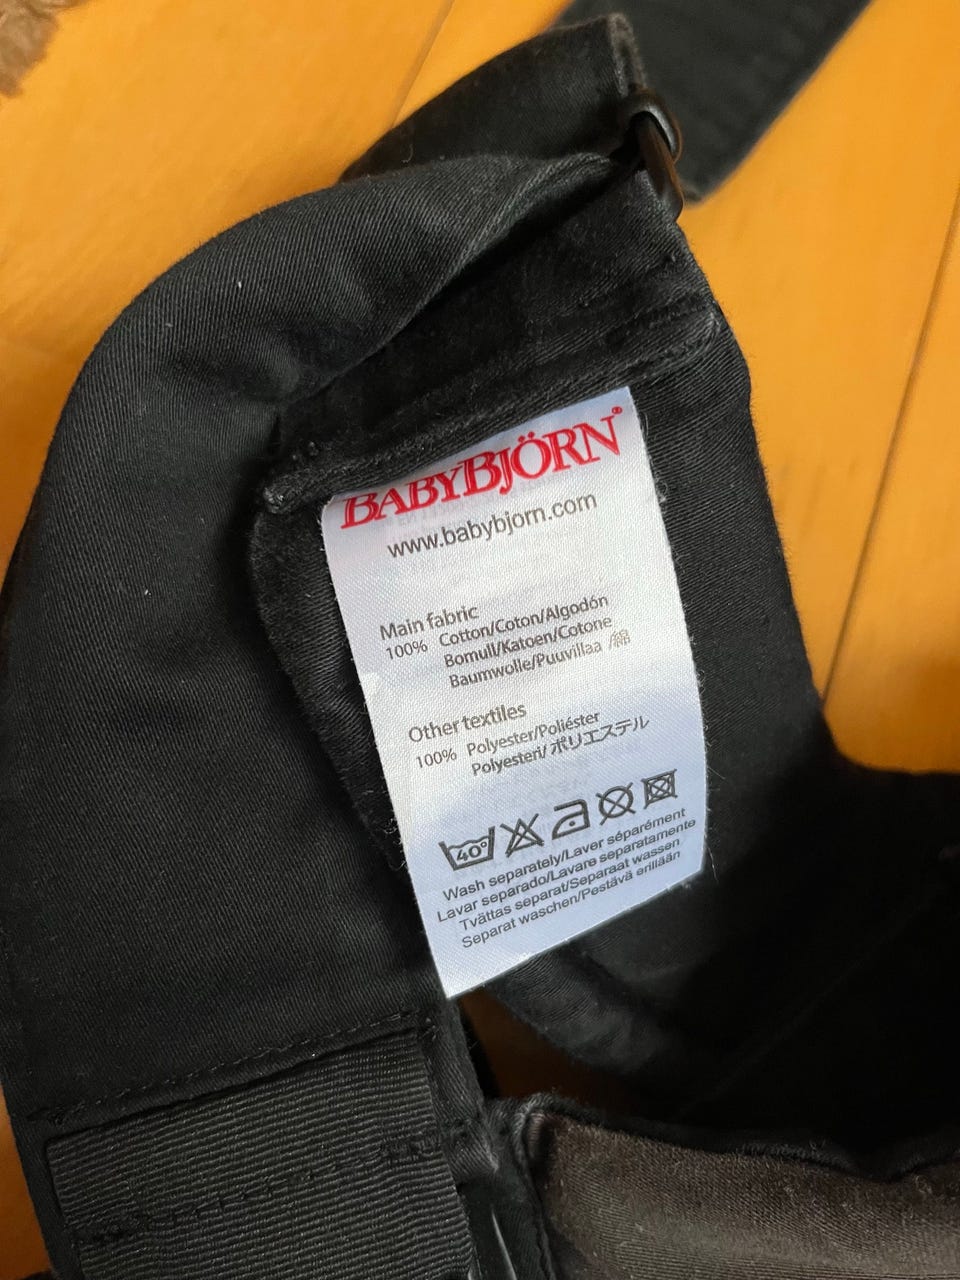 BABYBJÖRN®
www.babybjorn.com
Main fabric
100% Cotton/Coton/Algodón
Bomull/Katoen/Cotone
Baumwolle/Puuvillaa /綿
Other textiles
100% Polyester/Poliéster
Polyesteri/ポリエステル
40°
Wash separately/Laver séparément
Lavar separado/Lavare separatamente
Tvättas separat/Separaat wassen
Separat waschen/Pestävä erillään